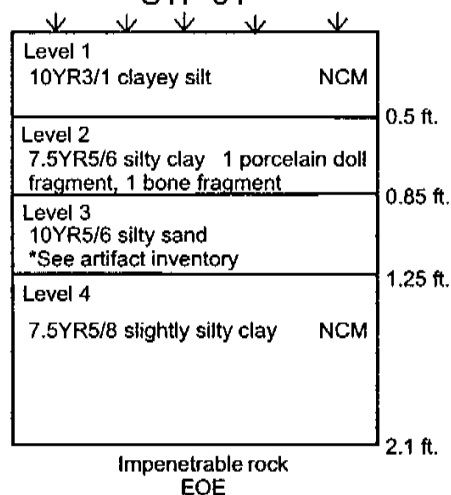 Level 1
10YR3/1 clayey silt NCM
0.5 ft.
Level 2
7.5YR5/6 silty clay 1 porcelain doll
fragment, 1 bone fragment
0.85 ft.
Level 3
10YR5/6 silty sand
*See artifact inventory
1.25 ft.
Level 4
7.5YR5/8 slightly silty clay NCM
2.1 ft.
Impenetrable rock
EOE